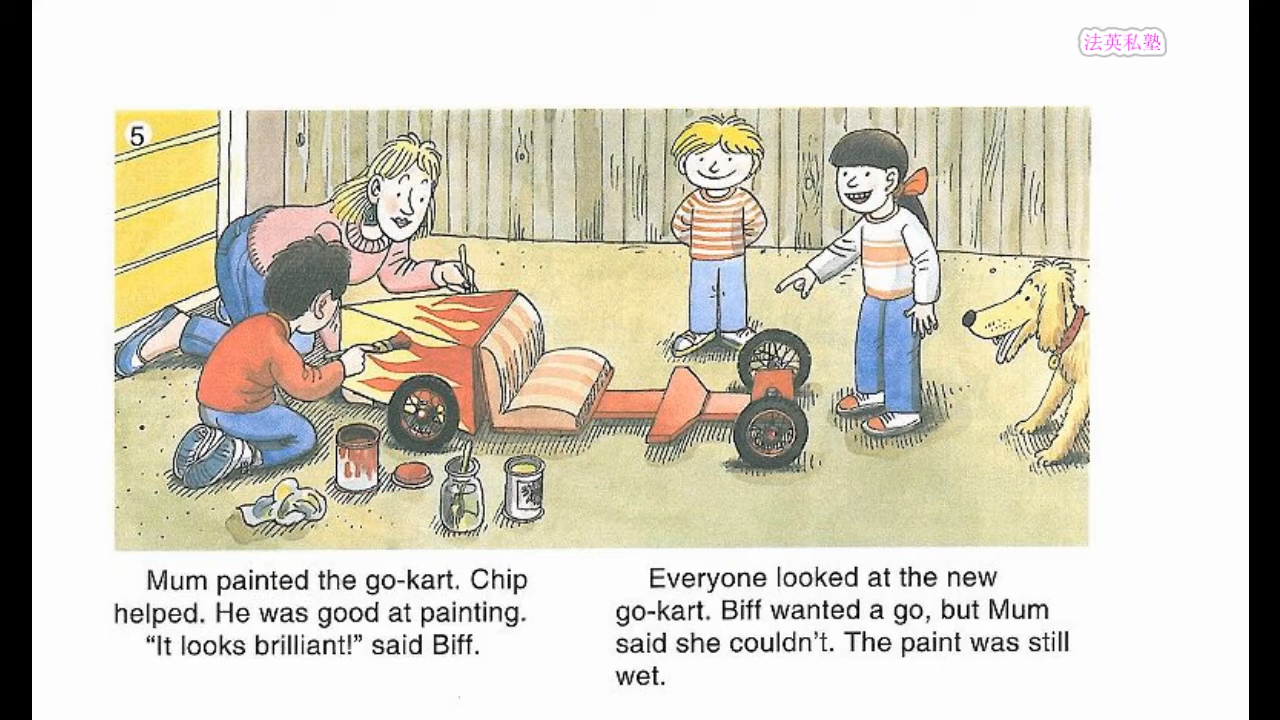 法英私塾
5
Mum painted the go-kart. Chip
helped. He was good at painting.
“It looks brilliant!” said Biff.
Everyone looked at the new
go-kart. Biff wanted a go, but Mum
said she couldn’t. The paint was still
wet.